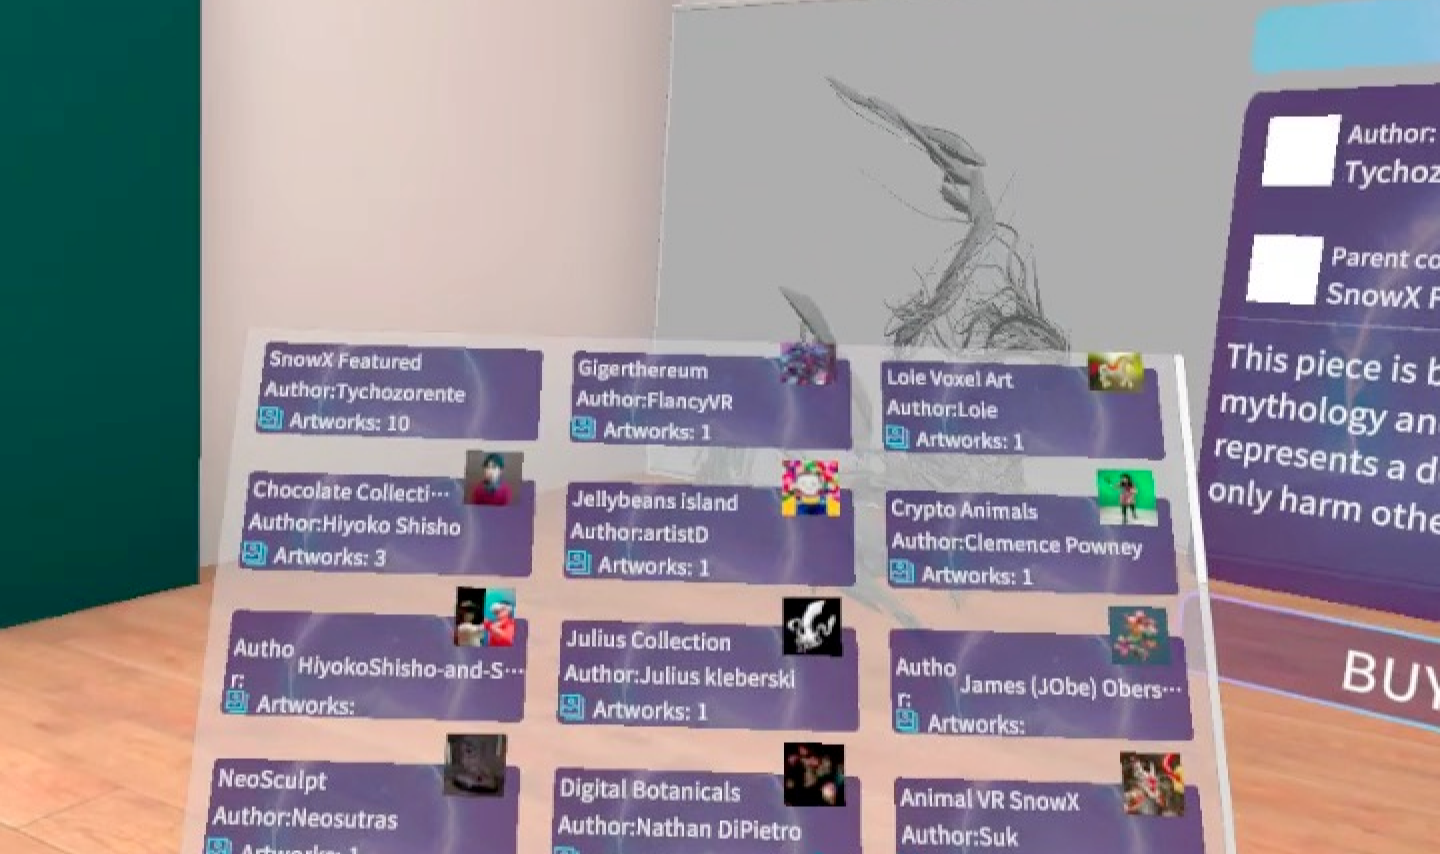 Author:
Parent
SnowX
This piece is
mythology
represents a
only harm
BUY
SnowX Featured
Author:Tychozorente
Artworks: 10
Gigerthereum
Author:FlancyVR
Artworks: 1
Loie Voxel Art
Author:Loie
Artworks: 1
Chocolate Collecti…
Author:Hiyoko Shisho
Artworks: 3
Jellybeans island
Author:artistD
Artworks: 1
Crypto Animals
Author:Clemence Powney
Artworks: 1
Autho
r:
HiyokoShisho-and-S…
Artworks:
Julius Collection
Author:Julius kleberski
Artworks: 1
Autho
r:
James (JObe) Obers…
Artworks:
NeoSculpt
Author:Neosutras
Artworks: 1
Digital Botanicals
Author:Nathan DiPietro
Animal VR SnowX
Author:Suk